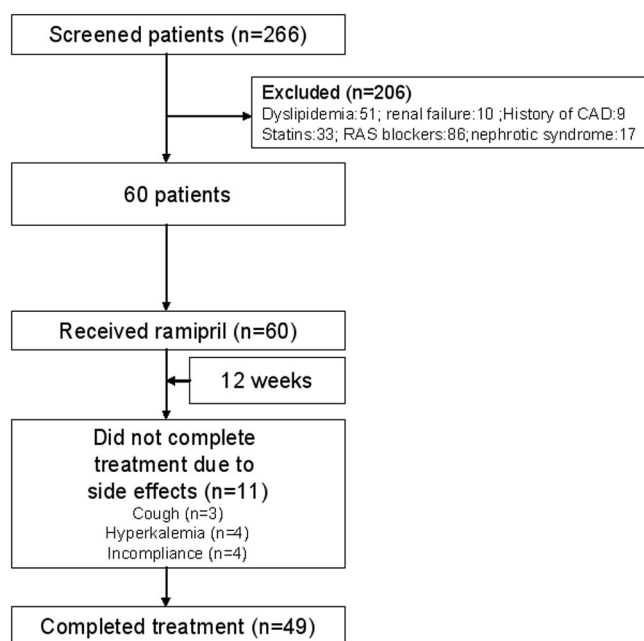 Screened patients (n=266)
Excluded (n=206)
Dyslipidemia:51; renal failure:10 ;History of CAD:9
Statins:33; RAS blockers:86;nephrotic syndrome:17
60 patients
Received ramipril (n=60)
12 weeks
Did not complete
treatment due to
side effects (n=11)
Cough (n=3)
Hyperkalemia (n=4)
Incompliance (n=4)
Completed treatment (n=49)